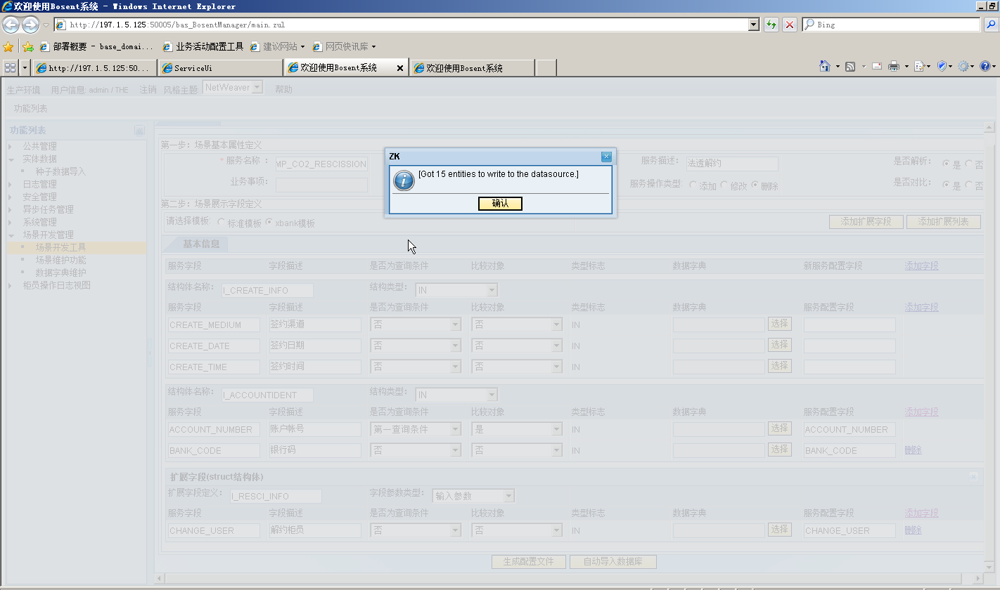 欢迎使用Bosent系统 - Windows Internet Explorer
http://197.1.5.125:50005/bas_BosentManager/main.zul
Bing
部署概要 - base_domai... 业务活动配置工具 建议网站 网页快讯库
http://197.1.5.125:50... ServiceUi 欢迎使用Bosent系统 欢迎使用Bosent系统
生产环境 用户信息: admin / THE 注销 风格主题 NetWeaver 帮助
功能列表
功能列表
公共管理
实体数据
种子数据导入
日志管理
安全管理
异步任务管理
系统管理
场景开发管理
场景开发工具
场景维护功能
数据字典维护
柜员操作日志视图
第一步: 场景基本属性定义
* 服务名称 : MP_CO2_RESCISSION 服务描述: 法透解约 是否解析: 是 否
业务事项: 服务操作类型: 添加 修改 删除 是否对比: 是 否
ZK
[Got 15 entities to write to the datasource.]
确认
第二步: 场景展示字段定义
请选择模板: 标准模板 xbank模板 添加扩展字段 添加扩展列表
基本信息
服务字段 字段描述 是否为查询条件 比较对象 类型标志 数据字典 新服务配置字段 添加字段
结构体名称: I_CREATE_INFO 结构类型: IN
服务字段 字段描述 是否为查询条件 比较对象 类型标志 数据字典 服务配置字段 添加字段
CREATE_MEDIUM 签约渠道 否 否 IN 选择
CREATE_DATE 签约日期 否 否 IN 选择
CREATE_TIME 签约时间 否 否 IN 选择
结构体名称: I_ACCOUNTIDENT 结构类型: IN
服务字段 字段描述 是否为查询条件 比较对象 类型标志 数据字典 服务配置字段 添加字段
ACCOUNT_NUMBER 账户帐号 第一查询条件 是 IN 选择 ACCOUNT_NUMBER
BANK_CODE 银行码 否 否 IN 选择 BANK_CODE 删除
扩展字段(struct结构体)
扩展字段定义: I_RESCI_INFO 字段参数类型: 输入参数
服务字段 字段描述 是否为查询条件 比较对象 类型标志 数据字典 服务配置字段 添加字段
CHANGE_USER 解约柜员 否 否 IN 选择 CHANGE_USER 删除
生成配置文件 自动导入数据库